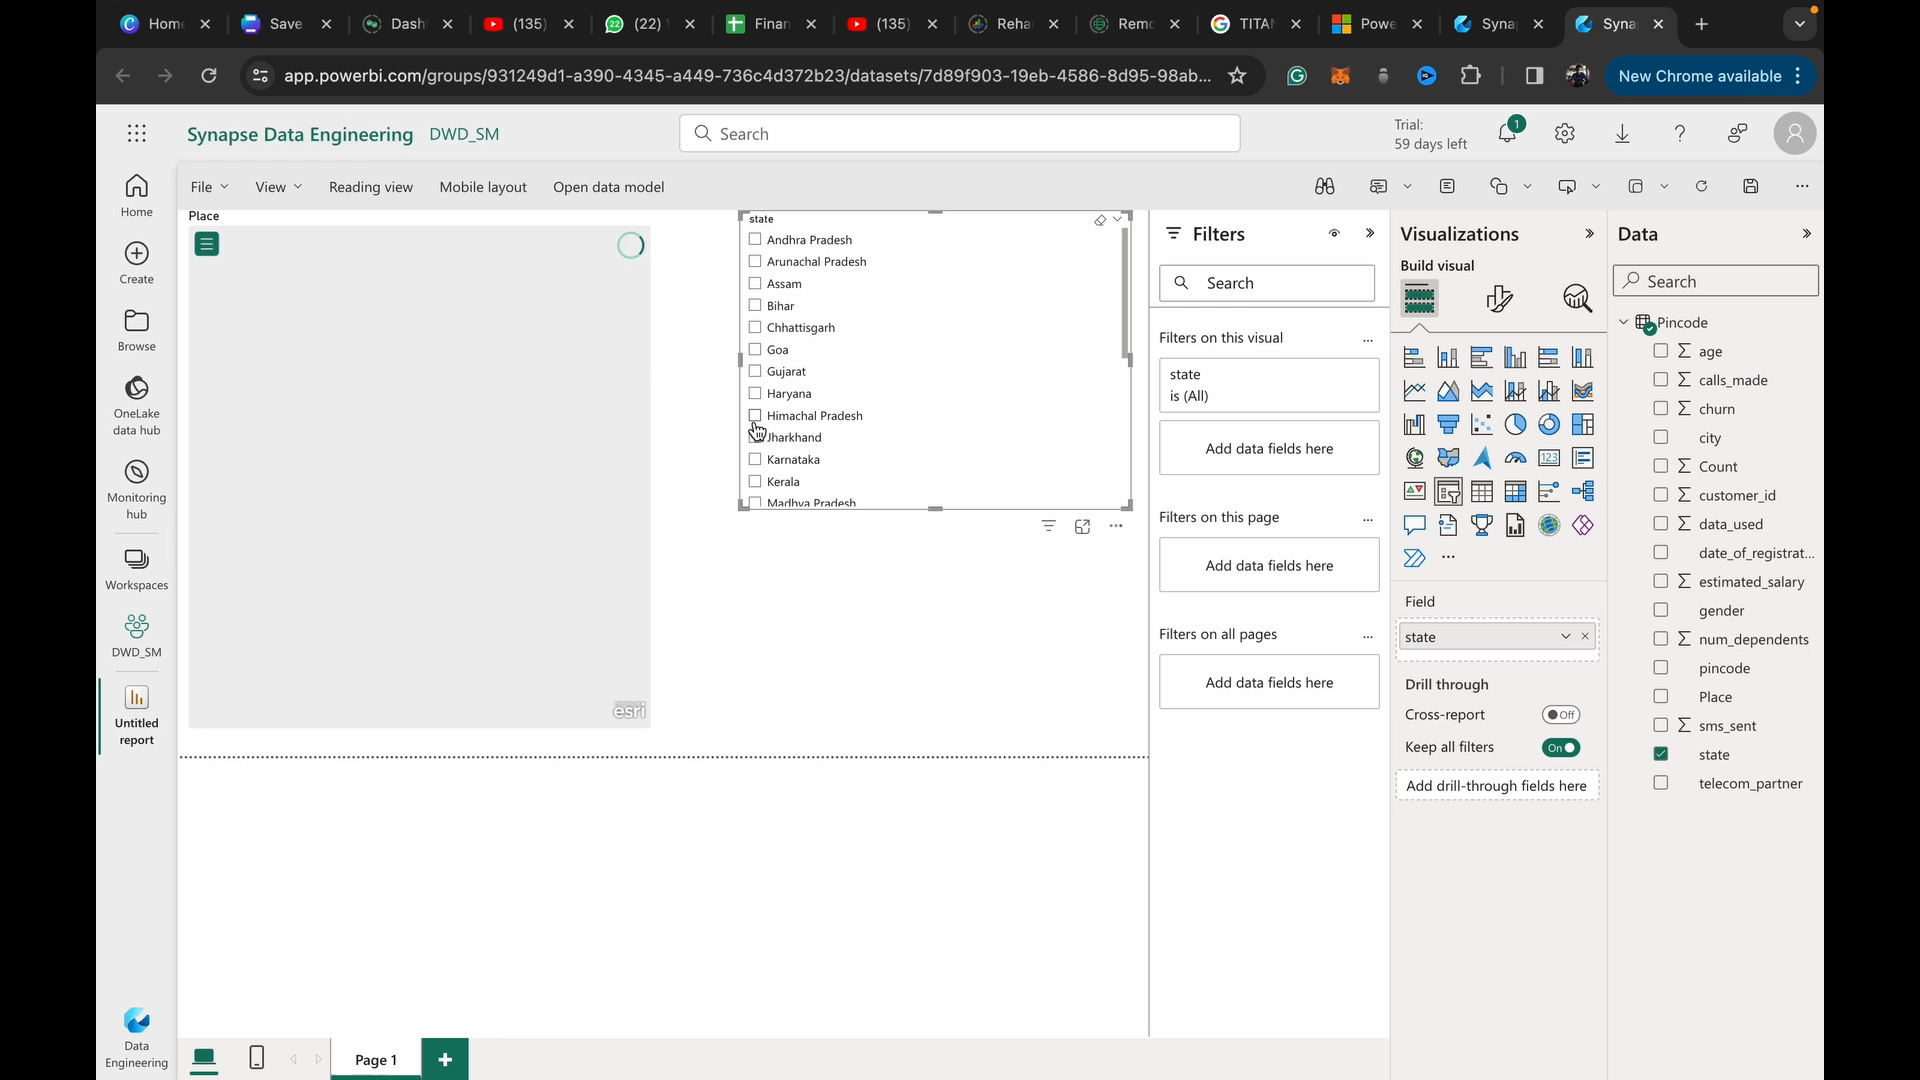 Home
Save
Dash
(135)
(22)
Finan
(135)
Reha
Remo
TITAN
Powe
Syna
Syna
app.powerbi.com/groups/931249d1-a390-4345-a449-736c4d372b23/datasets/7d89f903-19eb-4586-8d95-98ab...
New Chrome available
Synapse Data Engineering DWD_SM
Search
Trial:
59 days left
1
File
View
Reading view
Mobile layout
Open data model
Home
Create
Browse
OneLake
data hub
Monitoring
hub
Workspaces
DWD_SM
Untitled
report
Data
Engineering
Place
esri
state
Andhra Pradesh
Arunachal Pradesh
Assam
Bihar
Chhattisgarh
Goa
Gujarat
Haryana
Himachal Pradesh
Jharkhand
Karnataka
Kerala
Madhya Pradesh
Filters
Search
Filters on this visual
...
state
is (All)
Add data fields here
Filters on this page
...
Add data fields here
Filters on all pages
...
Add data fields here
Visualizations
Build visual
123
Field
state
Drill through
Cross-report
Off
Keep all filters
On
Add drill-through fields here
Data
Search
Pincode
age
calls_made
churn
city
Count
customer_id
data_used
date_of_registrat...
estimated_salary
gender
num_dependents
pincode
Place
sms_sent
state
telecom_partner
Page 1